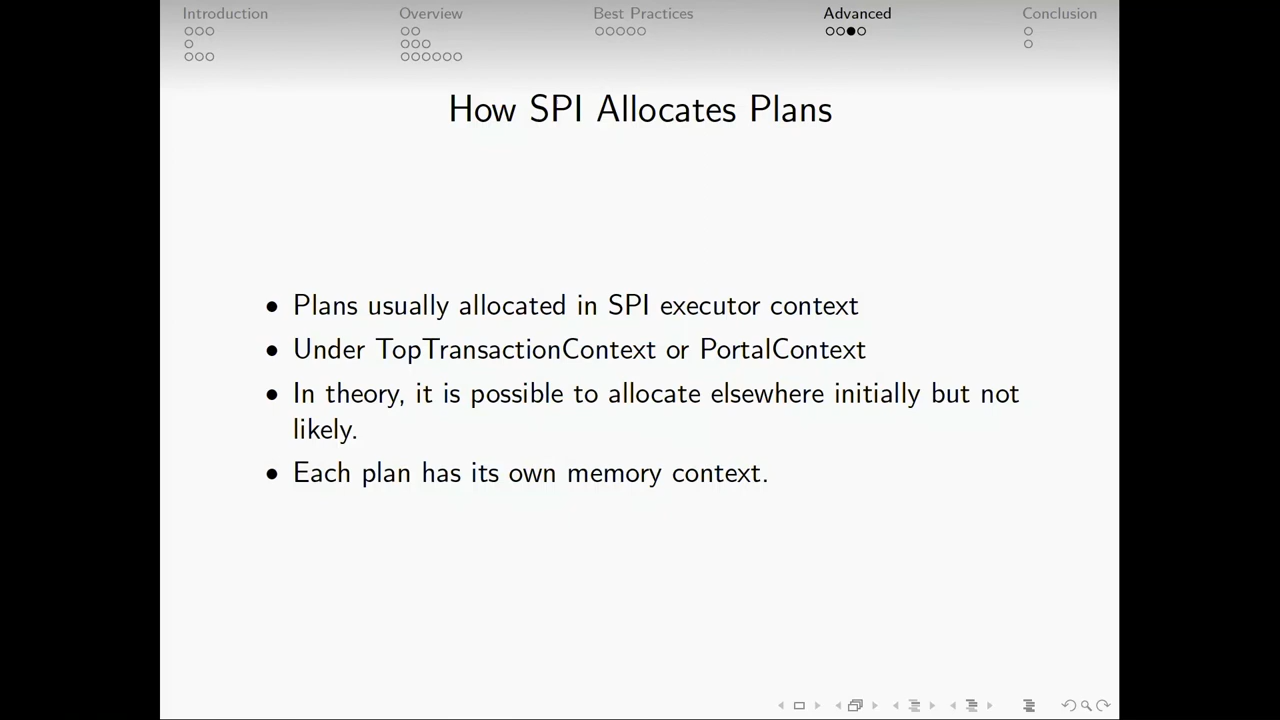 Introduction Overview Best Practices Advanced Conclusion
How SPI Allocates Plans
• Plans usually allocated in SPI executor context
• Under TopTransactionContext or PortalContext
• In theory, it is possible to allocate elsewhere initially but not
likely.
• Each plan has its own memory context.